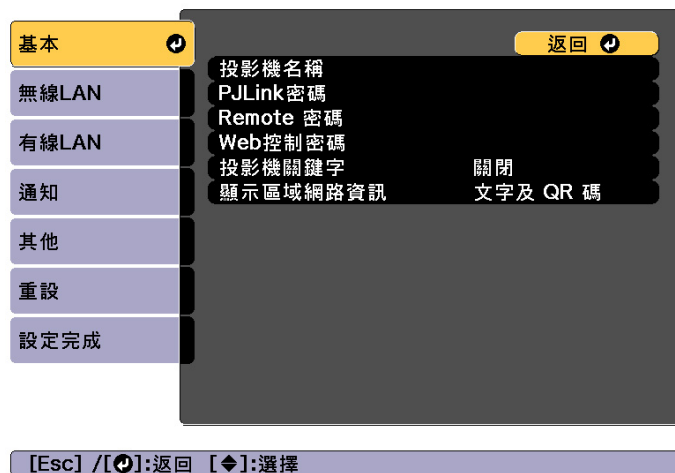 基本
無線LAN
有線LAN
通知
其他
重設
設定完成
返回
投影機名稱
PJLink密碼
Remote 密碼
Web控制密碼
投影機關鍵字 關閉
顯示區域網路資訊 文字及 QR 碼
[Esc] /[⏎]:返回 [◆]:選擇